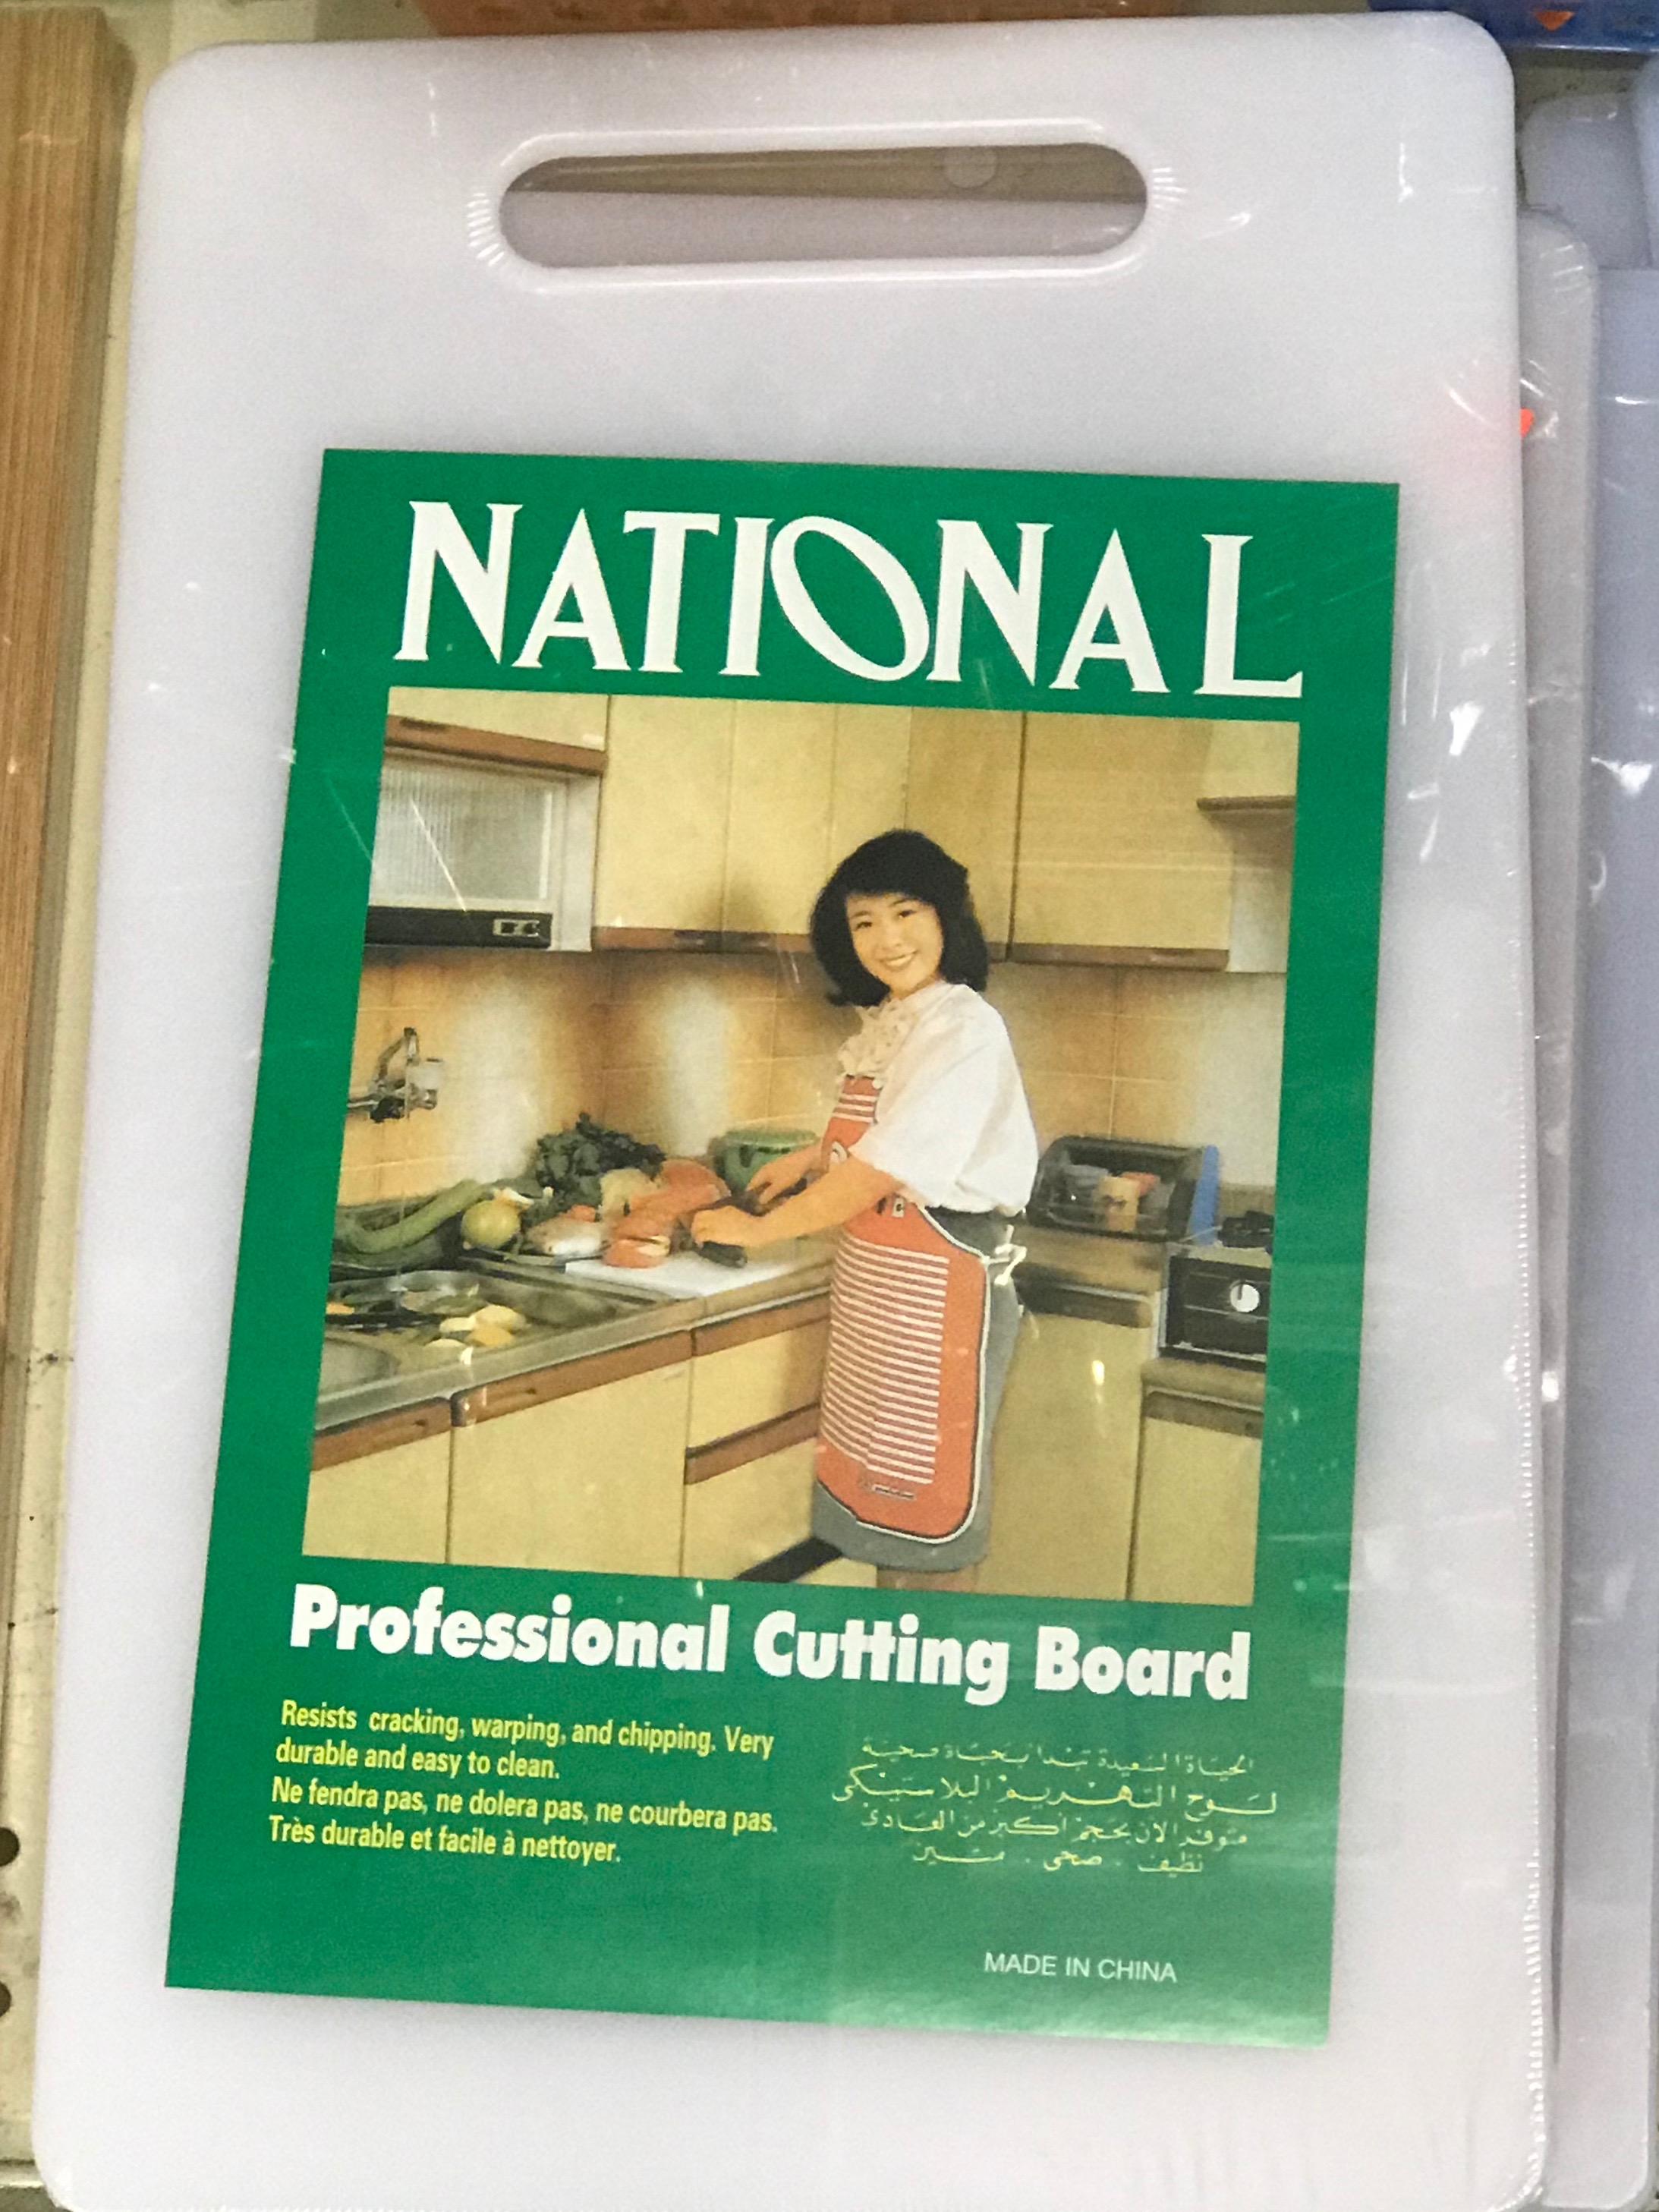 NATIONAL
Professional Cutting Board
Resists cracking, warping, and chipping. Very
durable and easy to clean.
Ne fendra pas, ne dolera pas, ne courbera pas.
Très durable et facile à nettoyer.
الحياة السعيدة تبدا بحياة صحية
لوح التهريم البلاستيكي
متوفر الان بحجم اكبر من العادي
نظيف . صحي . متين
MADE IN CHINA